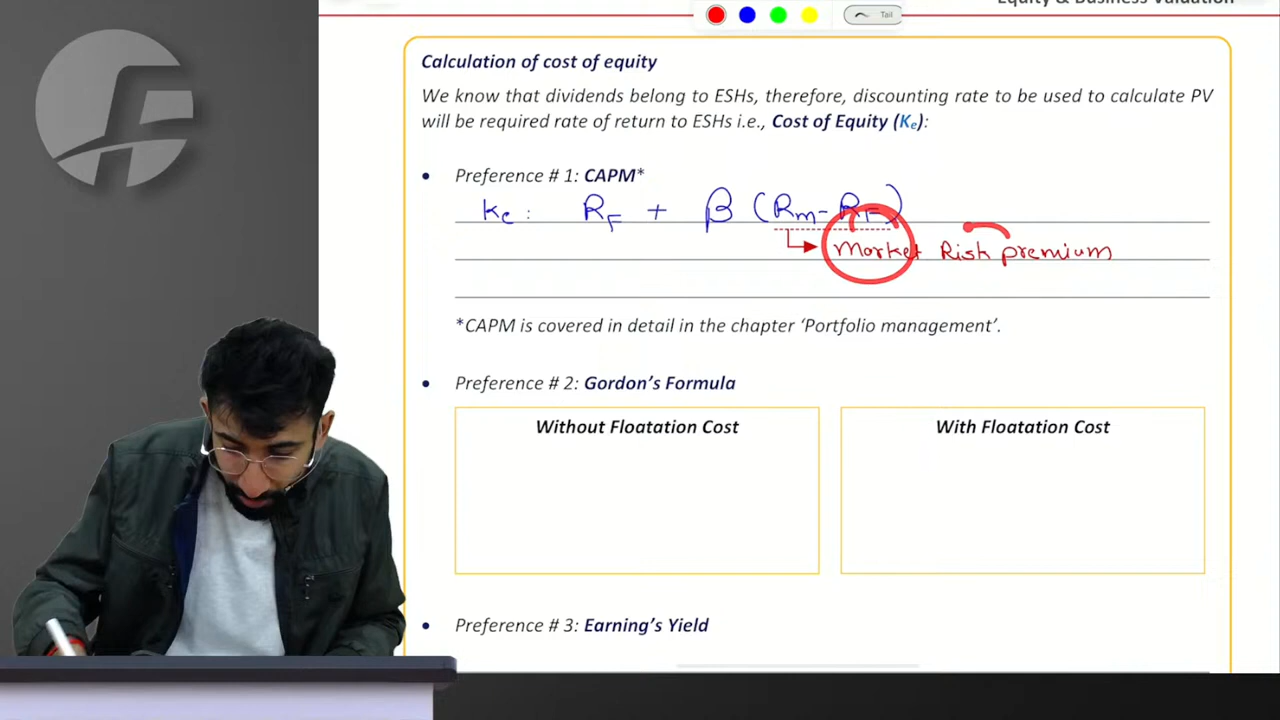 Equity & Business Valuation
Tail
Calculation of cost of equity
We know that dividends belong to ESHs, therefore, discounting rate to be used to calculate PV
will be required rate of return to ESHs i.e., Cost of Equity (Ke):
• Preference # 1: CAPM*
Ke : RF + β (Rm - RF)
Market Risk premium
*CAPM is covered in detail in the chapter ‘Portfolio management’.
• Preference # 2: Gordon’s Formula
Without Floatation Cost
With Floatation Cost
• Preference # 3: Earning’s Yield